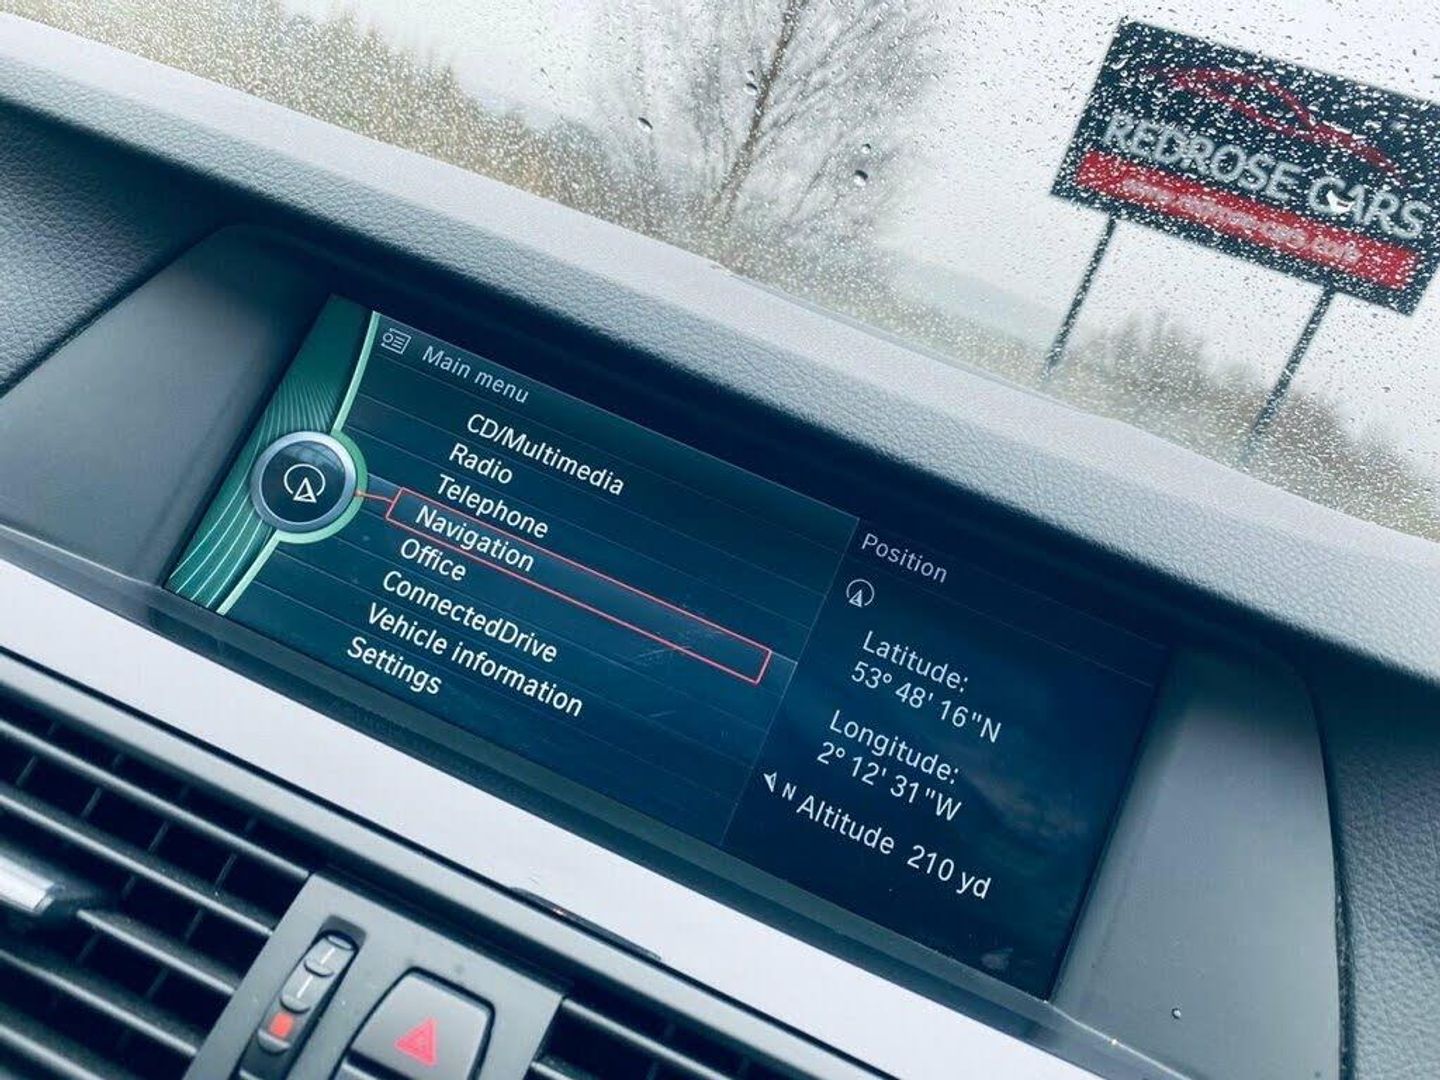 REDROSE CARS
Main menu
CD/Multimedia
Radio
Telephone
Navigation
Office
ConnectedDrive
Vehicle information
Settings
Position
Latitude:
53° 48' 16"N
Longitude:
2° 12' 31"W
N Altitude 210 yd